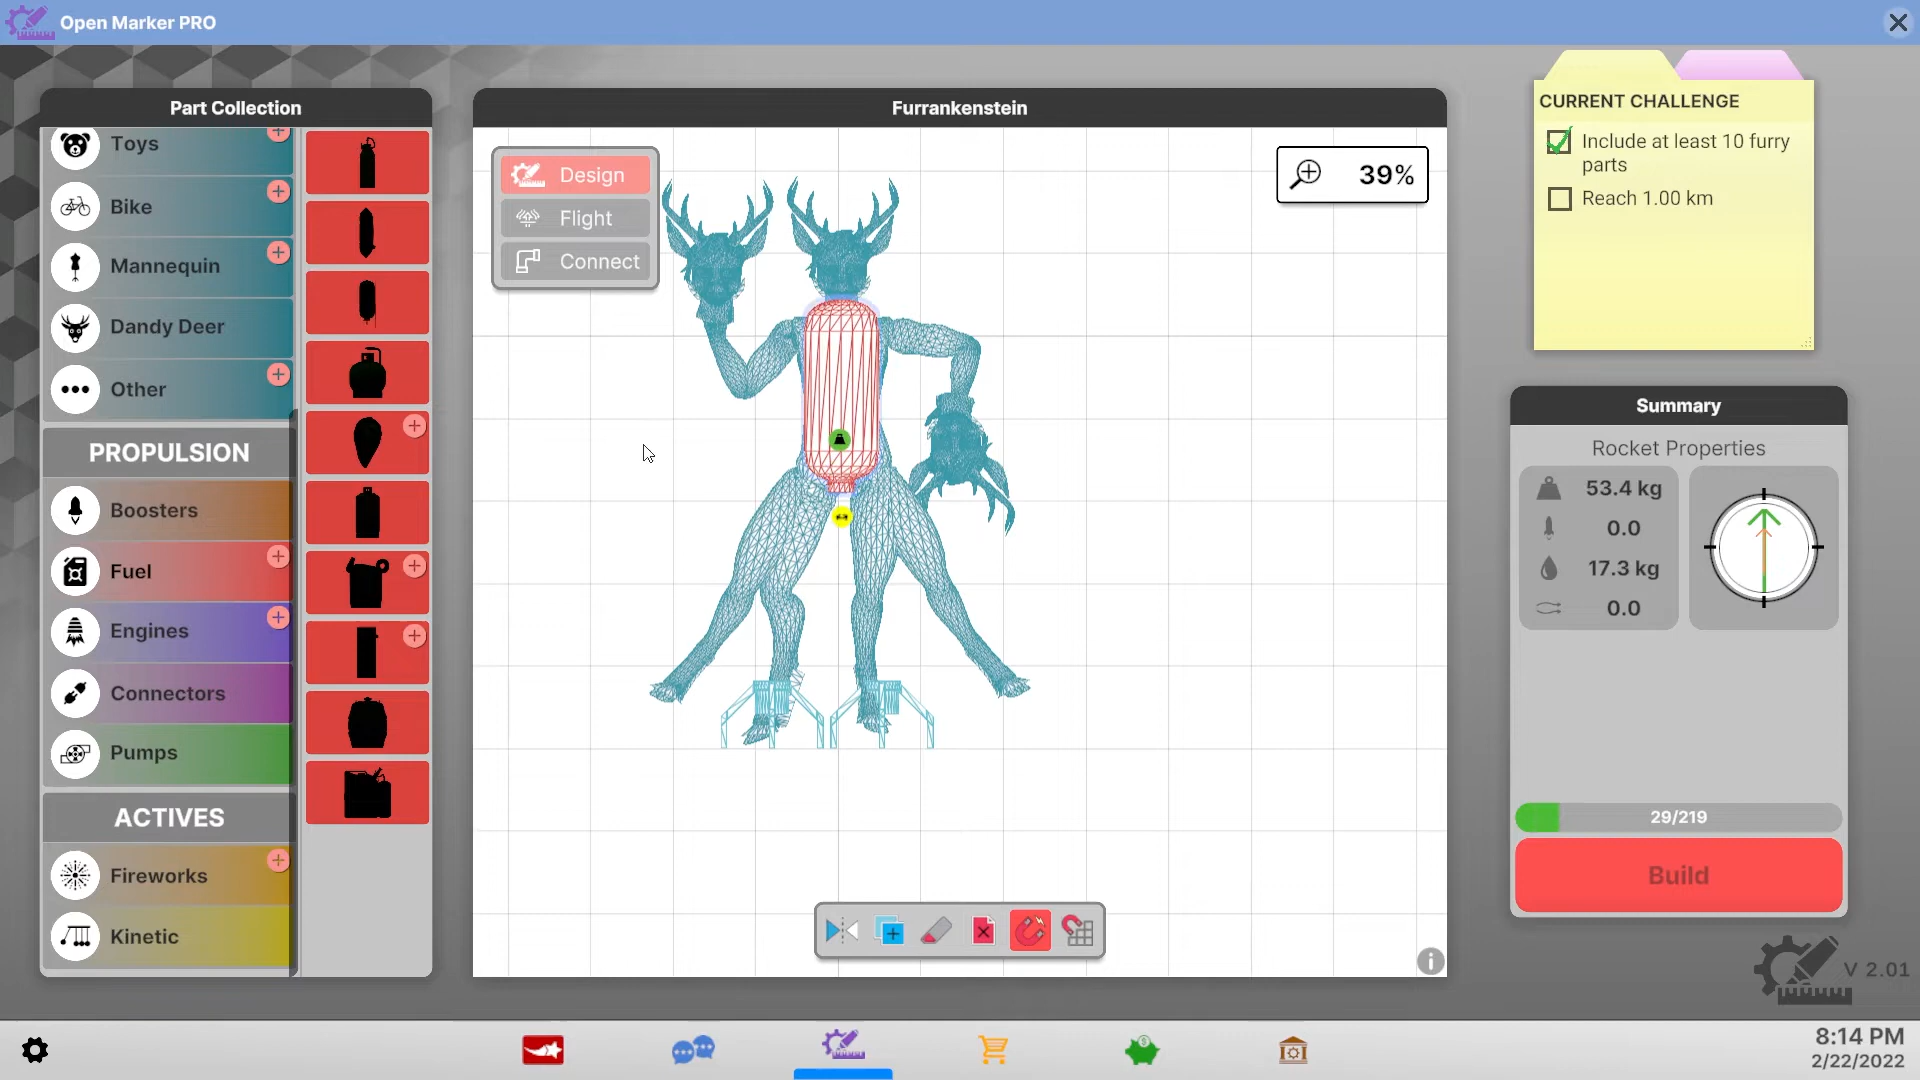 Open Marker PRO
Part Collection
Toys
Bike
Mannequin
Dandy Deer
Other
PROPULSION
Boosters
Fuel
Engines
Connectors
Pumps
ACTIVES
Fireworks
Kinetic
Furrankenstein
Design
Flight
Connect
39%
CURRENT CHALLENGE
Include at least 10 furry
parts
Reach 1.00 km
Summary
Rocket Properties
53.4 kg
0.0
17.3 kg
0.0
29/219
Build
V 2.01
8:14 PM
2/22/2022